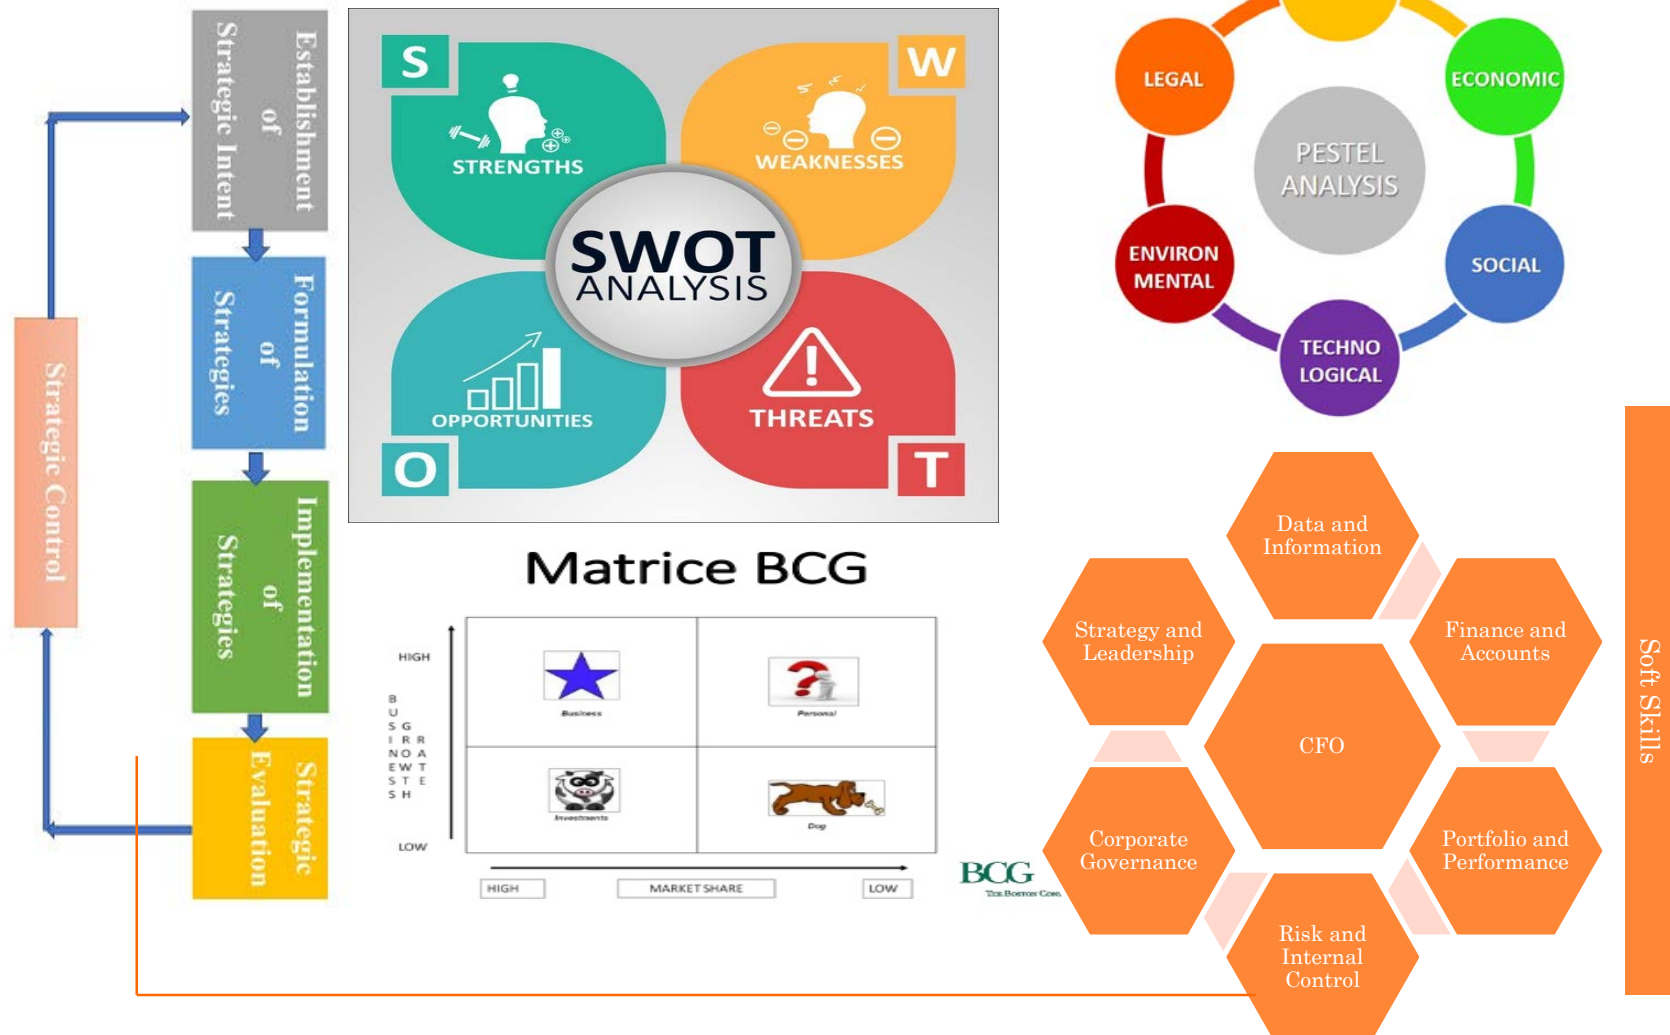 Establishment
of
Strategic Intent
Formulation
of
Strategies
Implementation
of
Strategies
Strategic
Evaluation
Strategic Control
S
STRENGTHS
W
WEAKNESSES
SWOT
ANALYSIS
OPPORTUNITIES
O
THREATS
T
LEGAL
ECONOMIC
PESTEL
ANALYSIS
ENVIRON
MENTAL
SOCIAL
TECHNO
LOGICAL
Matrice BCG
HIGH
B
U
S G
I R R
N O A
E W T
S T E
S H
LOW
Business
Personal
Investments
Dog
HIGH
MARKET SHARE
LOW
BCG
THE BOSTON CON
Data and
Information
Strategy and
Leadership
Finance and
Accounts
CFO
Corporate
Governance
Portfolio and
Performance
Risk and
Internal
Control
Soft Skills